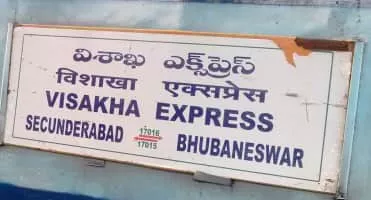 విశాఖ ఎక్స్‌ప్రెస్
विशाखा एक्सप्रेस
VISAKHA EXPRESS
SECUNDERABAD 17016 BHUBANESWAR
17015